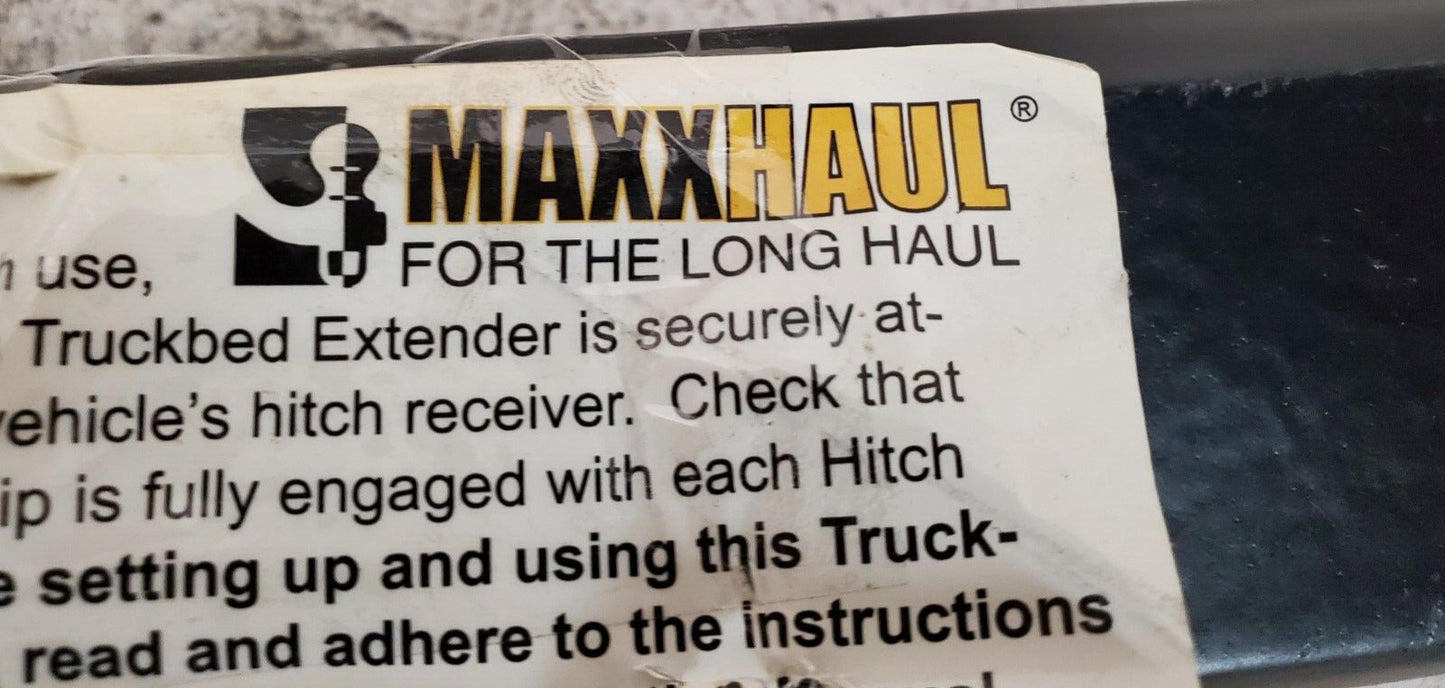 MAXXHAUL®
FOR THE LONG HAUL
use,
Truckbed Extender is securely at-
vehicle's hitch receiver. Check that
ip is fully engaged with each Hitch
e setting up and using this Truck-
read and adhere to the instructions